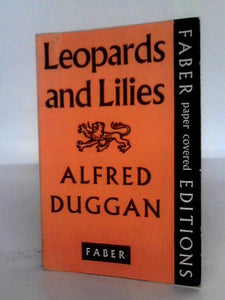 Leopards
and Lilies
ALFRED
DUGGAN
FABER
FABER paper covered EDITIONS